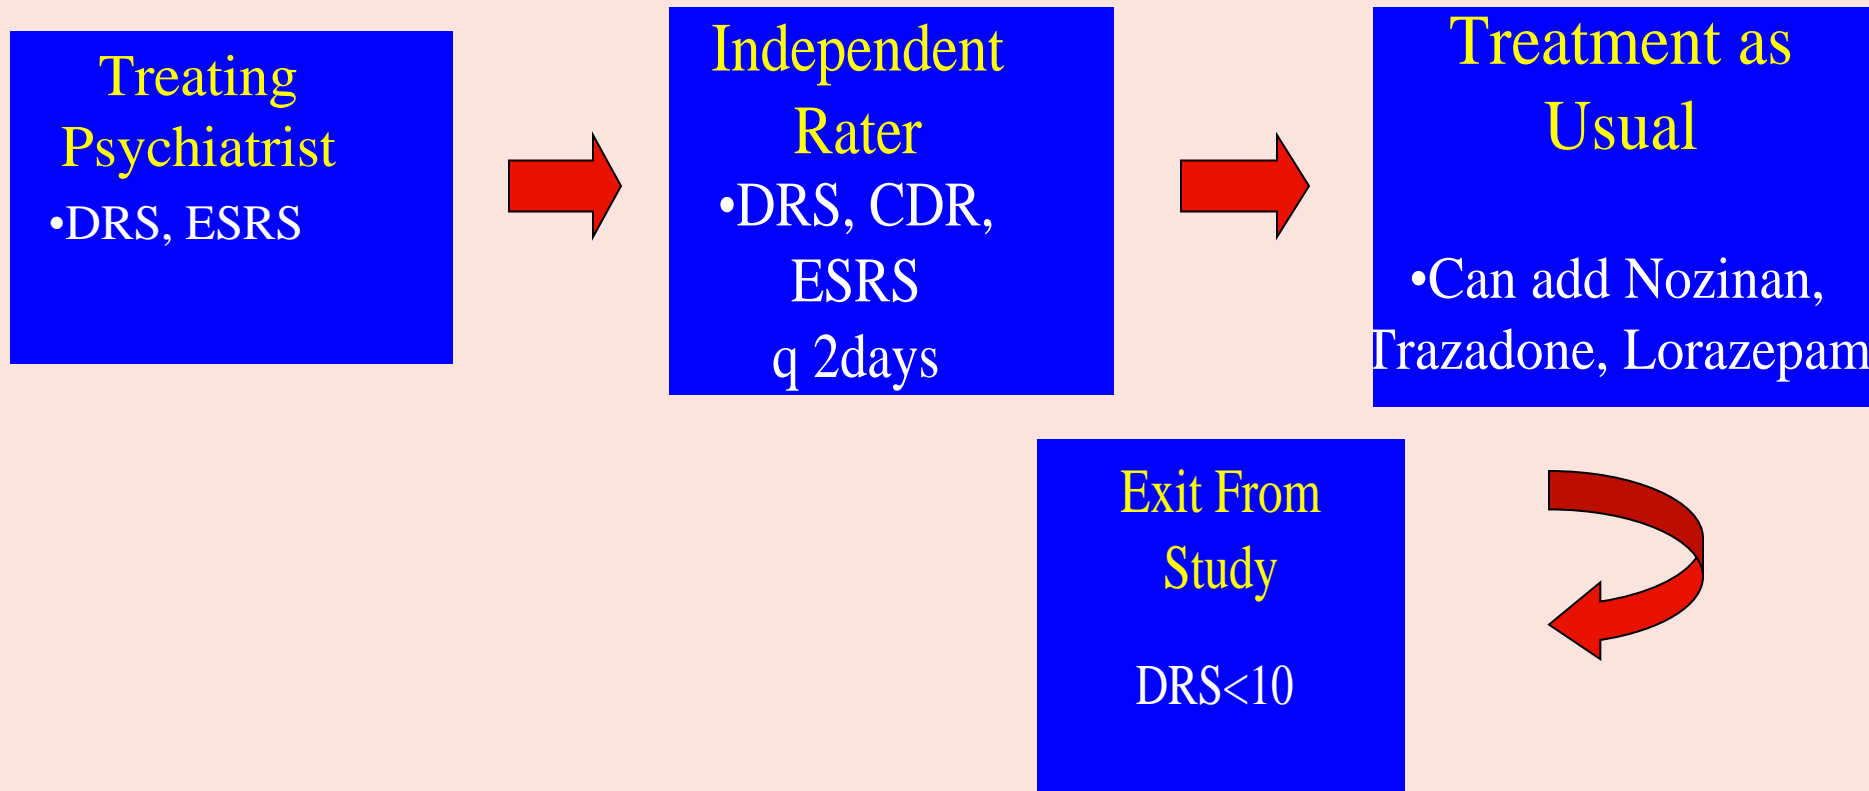 Treating
Psychiatrist
•DRS, ESRS
Independent
Rater
•DRS, CDR,
ESRS
q 2days
Treatment as
Usual
•Can add Nozinan,
Trazadone, Lorazepam
Exit From
Study
DRS<10